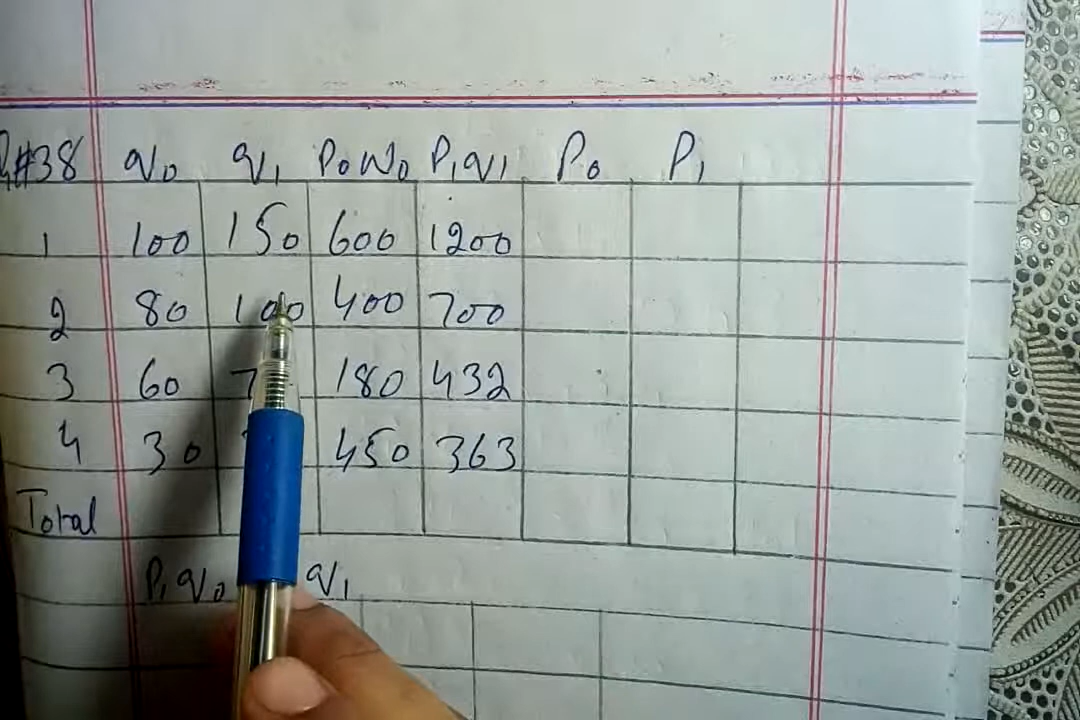 Q#38 q0 q1 P0W0 P1q1 P0 P1
1 100 150 600 1200
2 80 100 400 700
3 60 180 432
4 30 450 363
Total
P1q0 q1